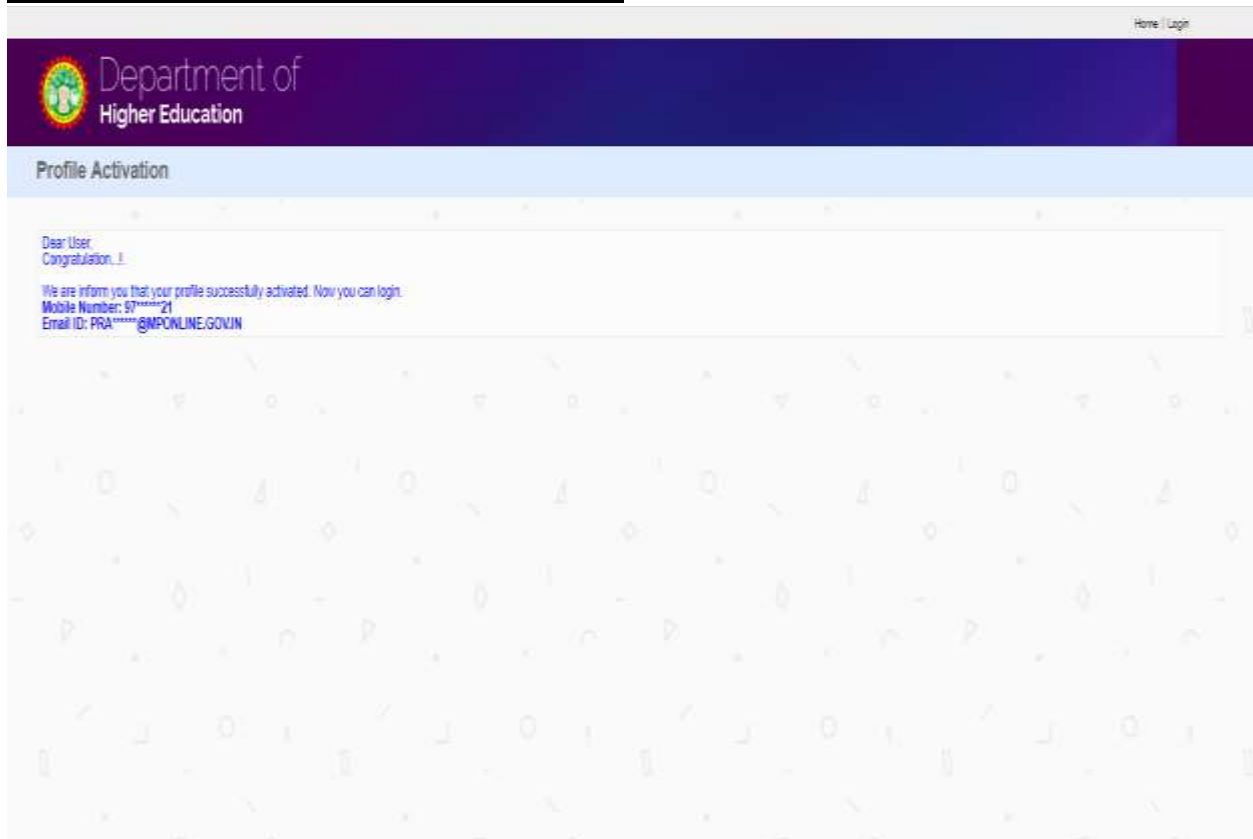 Home | Login
Department of
Higher Education
Profile Activation
Dear User,
Congratulation...!.
We are inform you that your profile successfully activated. Now you can login.
Mobile Number: 97******21
Email ID: PRA******@MPONLINE.GOV.IN